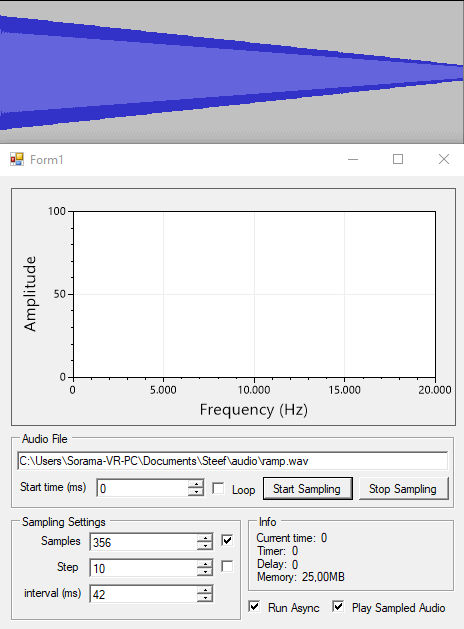 Form1
100
50
0
Amplitude
0 5.000 10.000 15.000 20.000
Frequency (Hz)
Audio File
C:\Users\Sorama-VR-PC\Documents\Steef\audio\ramp.wav
Start time (ms) 0 Loop Start Sampling Stop Sampling
Sampling Settings
Samples 356
Step 10
interval (ms) 42
Info
Current time: 0
Timer: 0
Delay: 0
Memory: 25,00MB
Run Async Play Sampled Audio